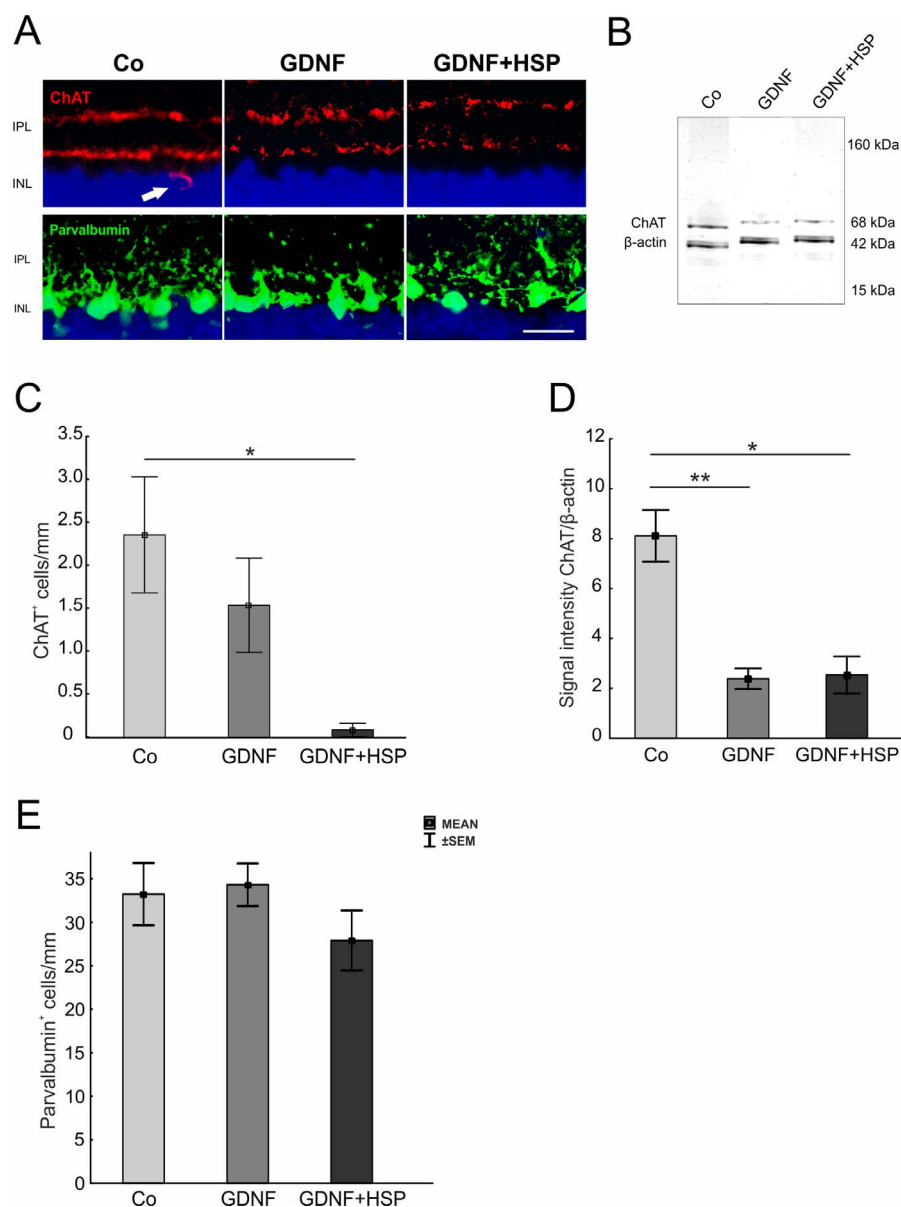 A
Co GDNF GDNF+HSP
ChAT
IPL
INL
Parvalbumin
IPL
INL
B
Co GDNF GDNF+HSP
160 kDa
ChAT 68 kDa
β-actin 42 kDa
15 kDa
C
ChAT⁺ cells/mm
3.5
3.0
2.5
2.0
1.5
1.0
0.5
0
*
Co GDNF GDNF+HSP
D
Signal intensity ChAT/β-actin
12
10
8
6
4
2
0
*
**
Co GDNF GDNF+HSP
E
MEAN
±SEM
Parvalbumin⁺ cells/mm
35
30
25
20
15
10
5
0
Co GDNF GDNF+HSP